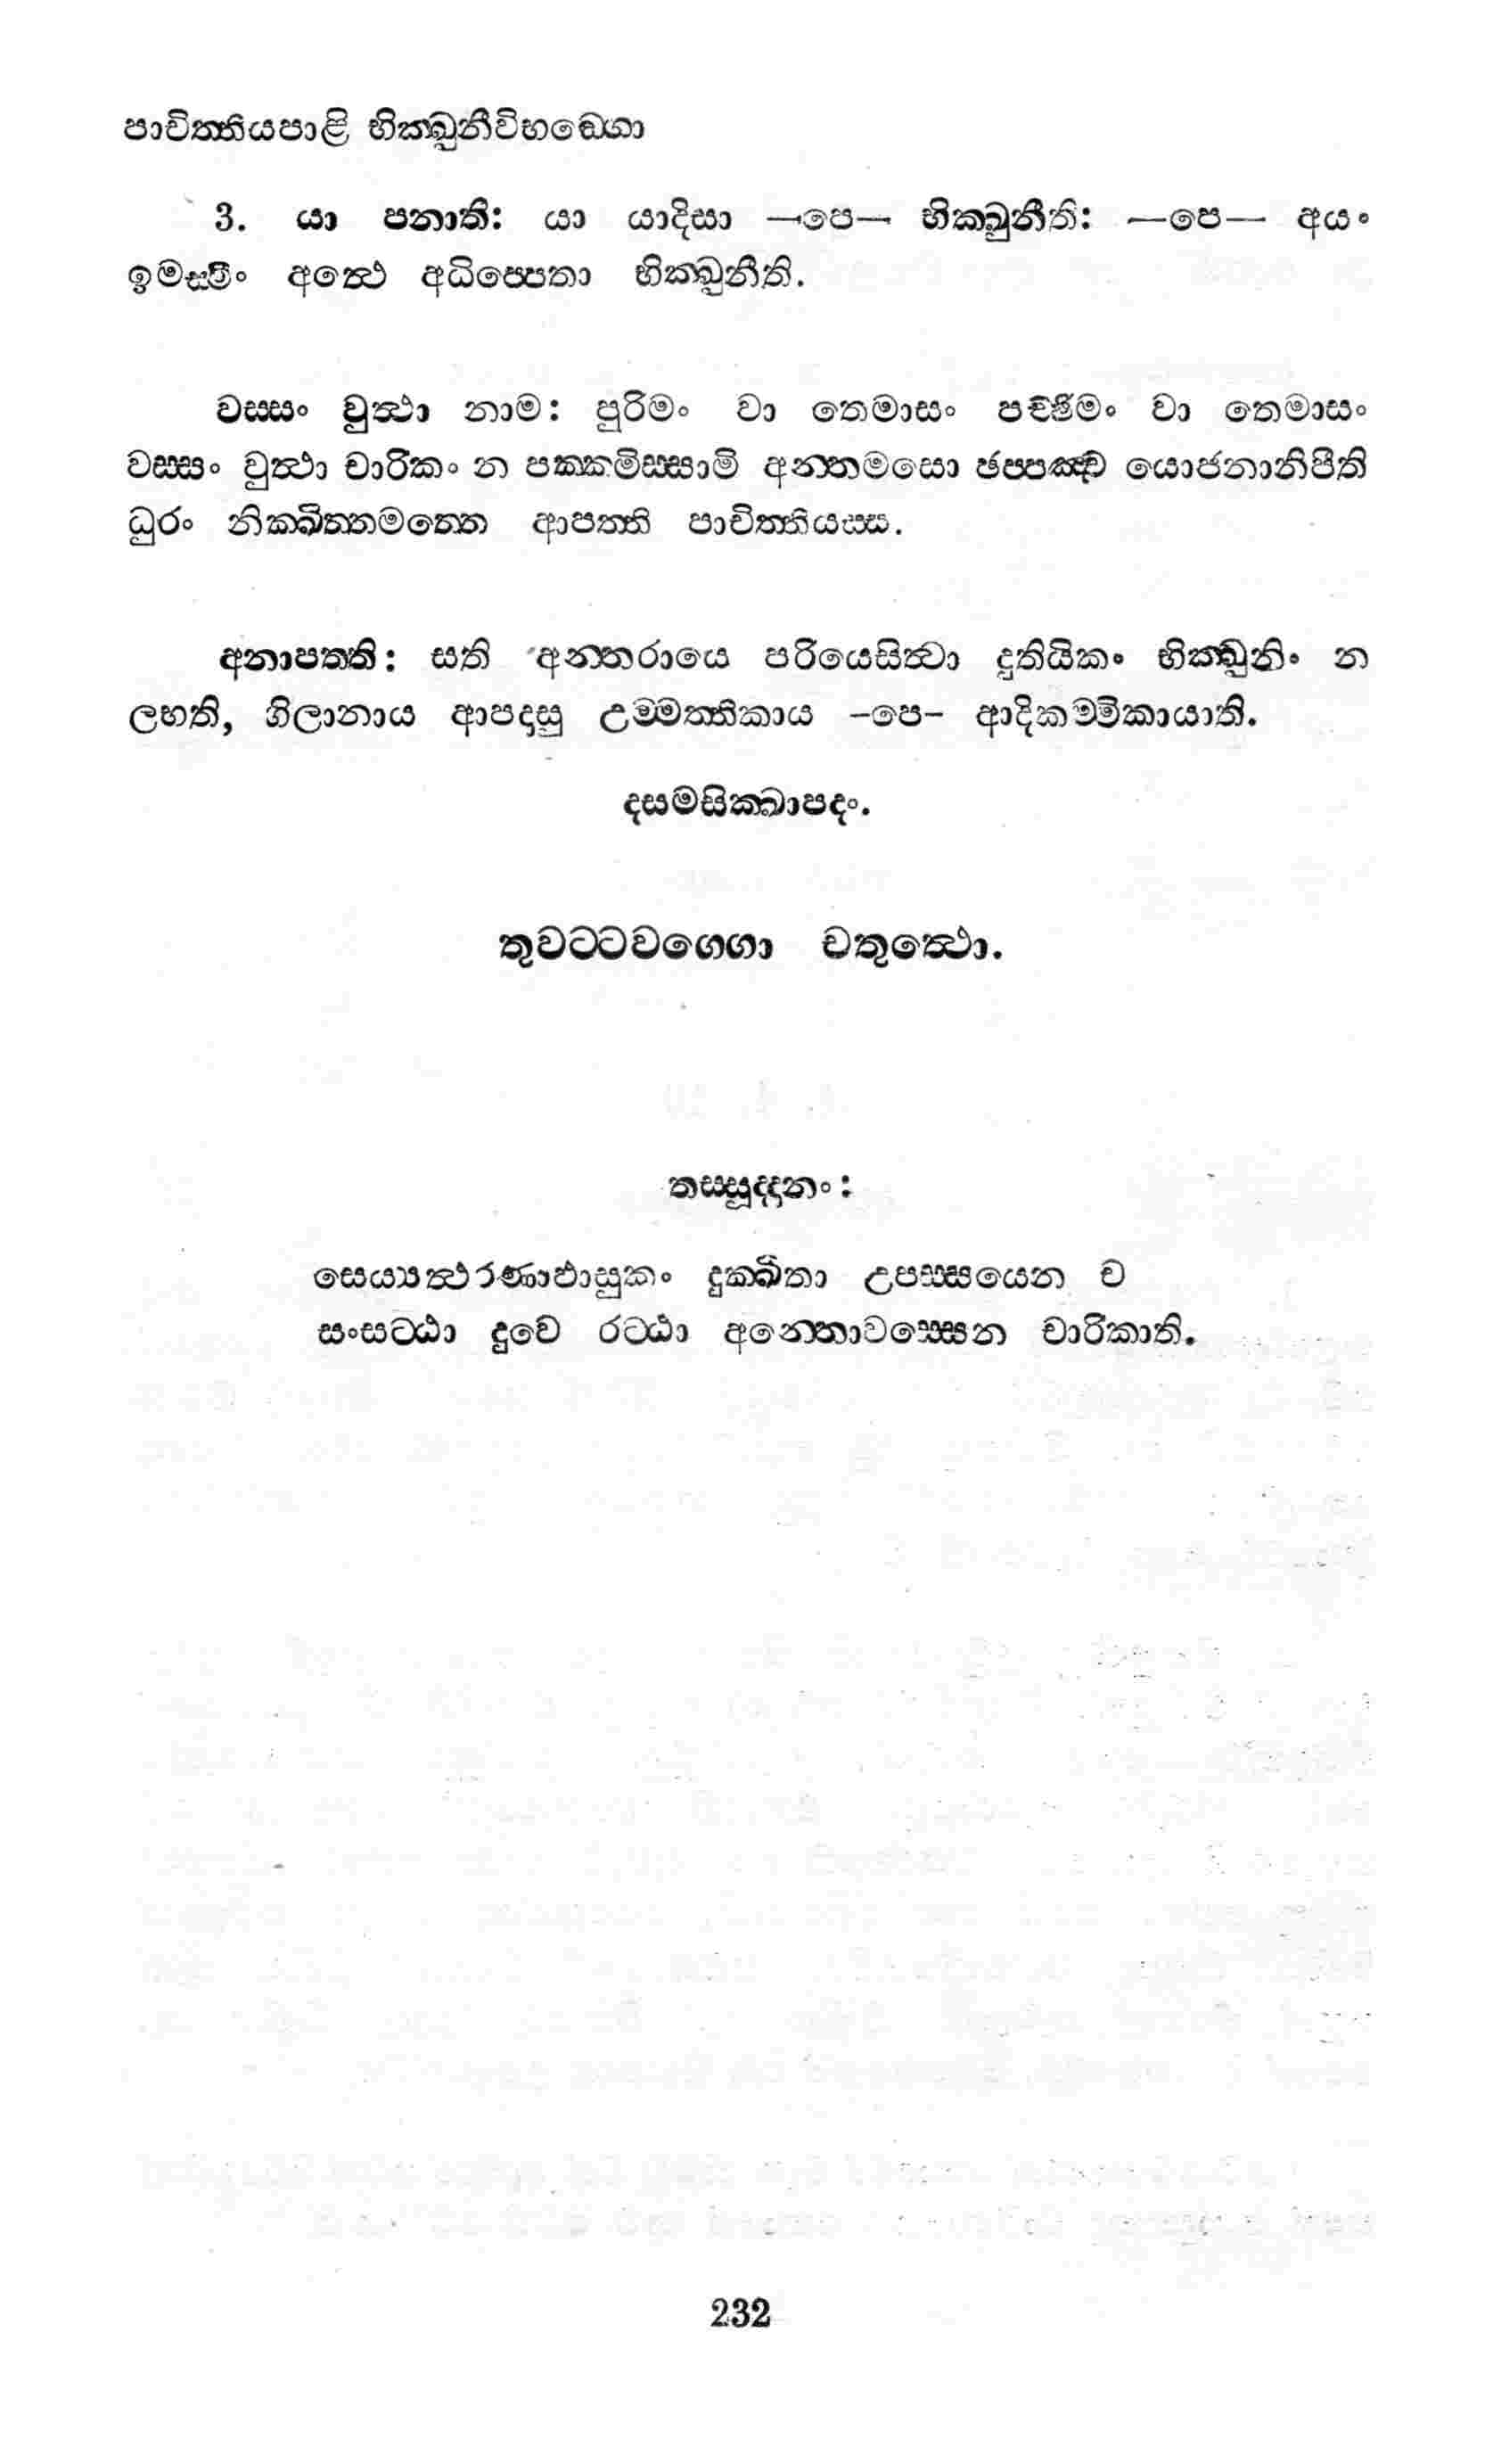 පාචිත්තියපාළි භික්ඛුනීවිභඞ්ගො
3. යා පනාති: යා යාදිසා —පෙ— භික්ඛුනීති: —පෙ— අයං
ඉමස්මිං අත්ථෙ අධිප්පෙතා භික්ඛුනීති.
වස්සං වුත්ථා නාම: පුරිමං වා තෙමාසං පච්ඡිමං වා තෙමාසං
වස්සං වුත්ථා චාරිකං න පක්කමිස්සාමි අන්තමසො ඡප්පඤ්ච යොජනානිපීති
ධුරං නික්ඛිත්තමත්තෙ ආපත්ති පාචිත්තියස්ස.
අනාපත්ති: සති අන්තරායෙ පරියෙසිත්වා දුතියිකං භික්ඛුනිං න
ලභති, ගිලානාය ආපදාසු උම්මත්තිකාය –පෙ– ආදිකම්මිකායාති.
දසමසික්ඛාපදං.
තුවට්ටවග්ගො චතුත්ථො.
තස්සුද්දානං:
සෙය්‍යත්ථරණාඵාසුකං දුක්ඛිතා උපස්සයෙන ච
සංසට්ඨා දුවෙ රට්ඨා අන්තොවස්සෙන චාරිකාති.
232